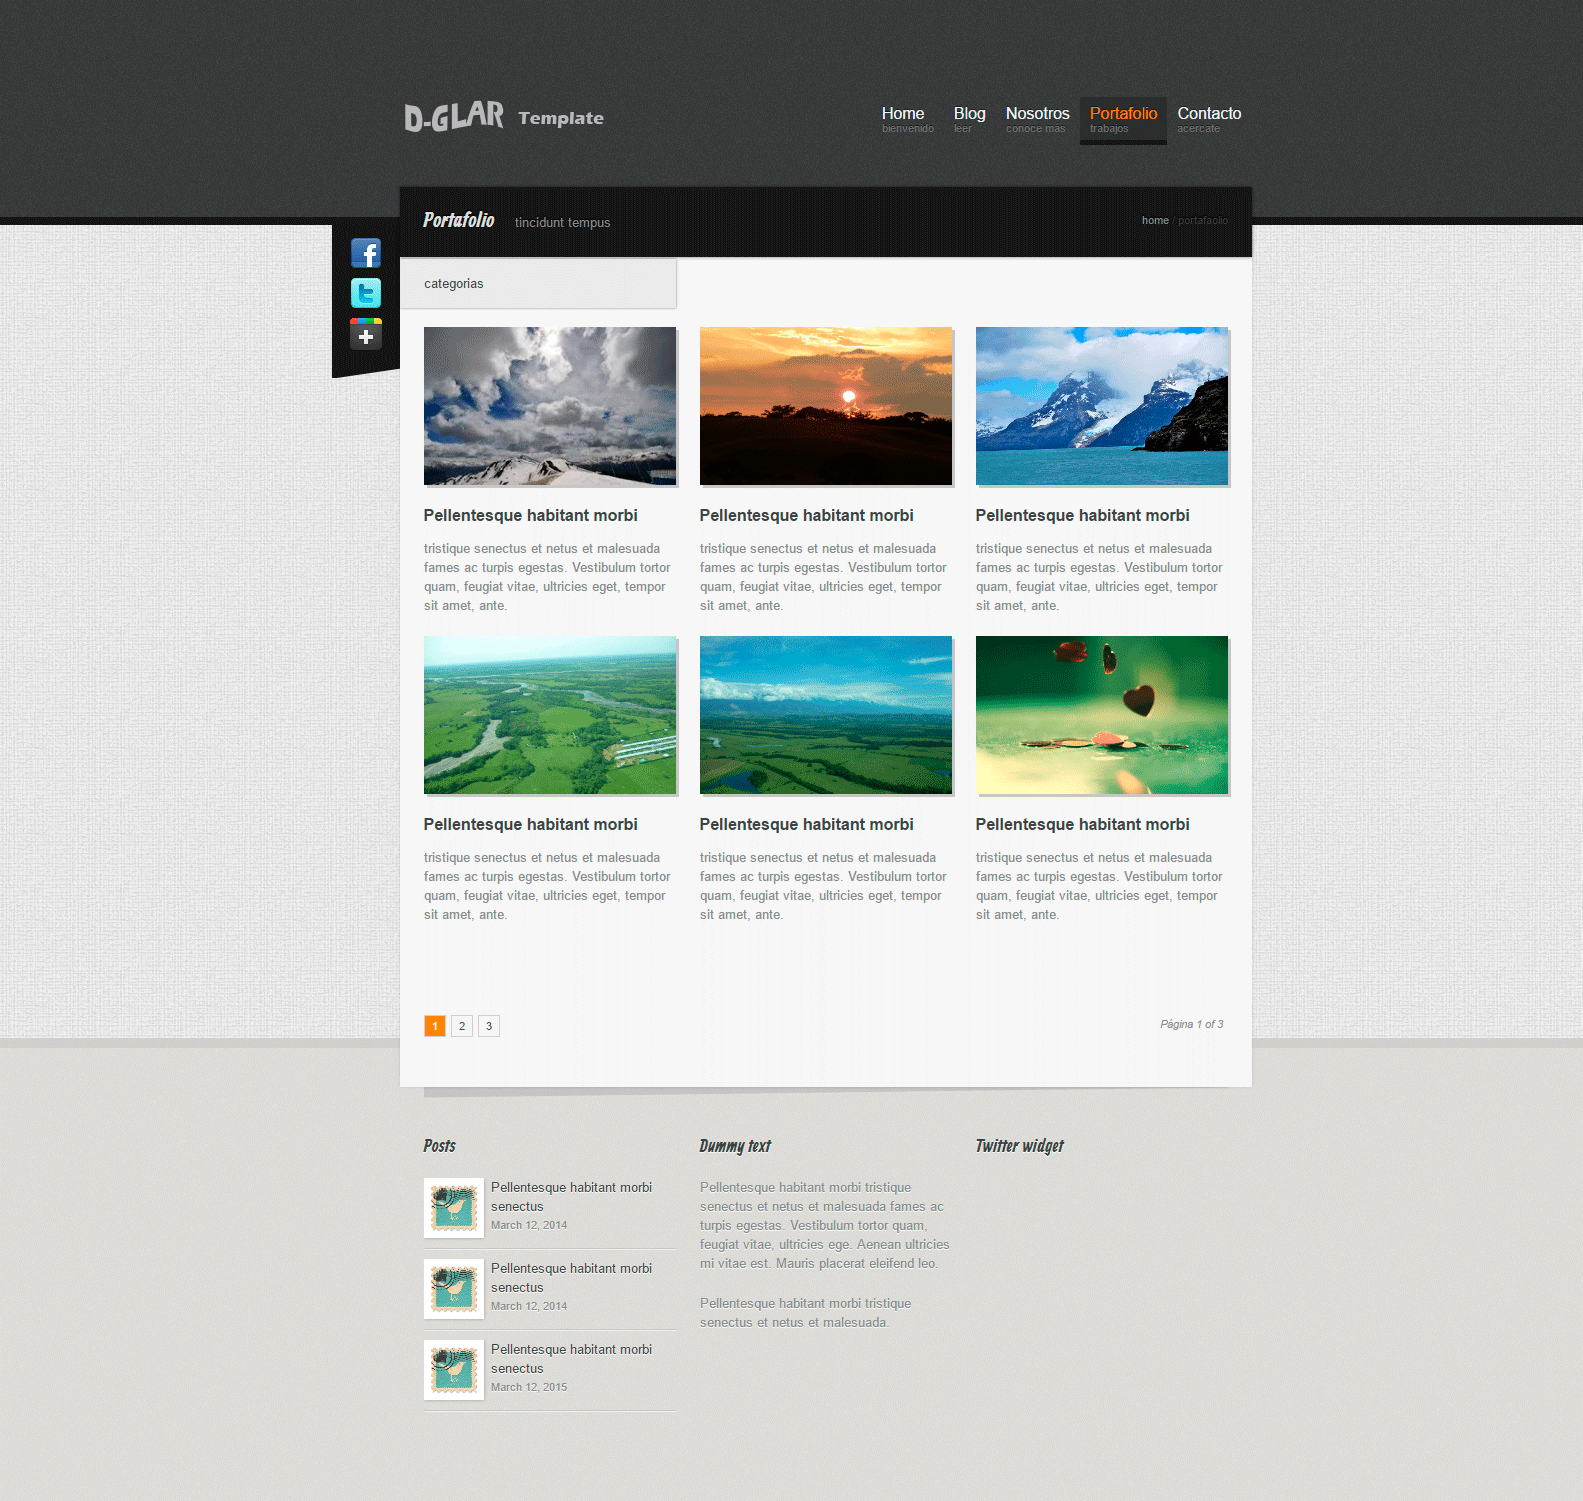 D-GLAR Template
Home Blog Nosotros Portafolio Contacto
bienvenido leer conoce mas trabajos acercate
Portafolio tincidunt tempus home / portafaolio
categorias
Pellentesque habitant morbi
tristique senectus et netus et malesuada
fames ac turpis egestas. Vestibulum tortor
quam, feugiat vitae, ultricies eget, tempor
sit amet, ante.
Pellentesque habitant morbi
tristique senectus et netus et malesuada
fames ac turpis egestas. Vestibulum tortor
quam, feugiat vitae, ultricies eget, tempor
sit amet, ante.
Pellentesque habitant morbi
tristique senectus et netus et malesuada
fames ac turpis egestas. Vestibulum tortor
quam, feugiat vitae, ultricies eget, tempor
sit amet, ante.
Pellentesque habitant morbi
tristique senectus et netus et malesuada
fames ac turpis egestas. Vestibulum tortor
quam, feugiat vitae, ultricies eget, tempor
sit amet, ante.
Pellentesque habitant morbi
tristique senectus et netus et malesuada
fames ac turpis egestas. Vestibulum tortor
quam, feugiat vitae, ultricies eget, tempor
sit amet, ante.
Pellentesque habitant morbi
tristique senectus et netus et malesuada
fames ac turpis egestas. Vestibulum tortor
quam, feugiat vitae, ultricies eget, tempor
sit amet, ante.
1 2 3
Página 1 of 3
Posts
Pellentesque habitant morbi
senectus
March 12, 2014
Pellentesque habitant morbi
senectus
March 12, 2014
Pellentesque habitant morbi
senectus
March 12, 2015
Dummy text
Pellentesque habitant morbi tristique
senectus et netus et malesuada fames ac
turpis egestas. Vestibulum tortor quam,
feugiat vitae, ultricies ege. Aenean ultricies
mi vitae est. Mauris placerat eleifend leo.
Pellentesque habitant morbi tristique
senectus et netus et malesuada.
Twitter widget